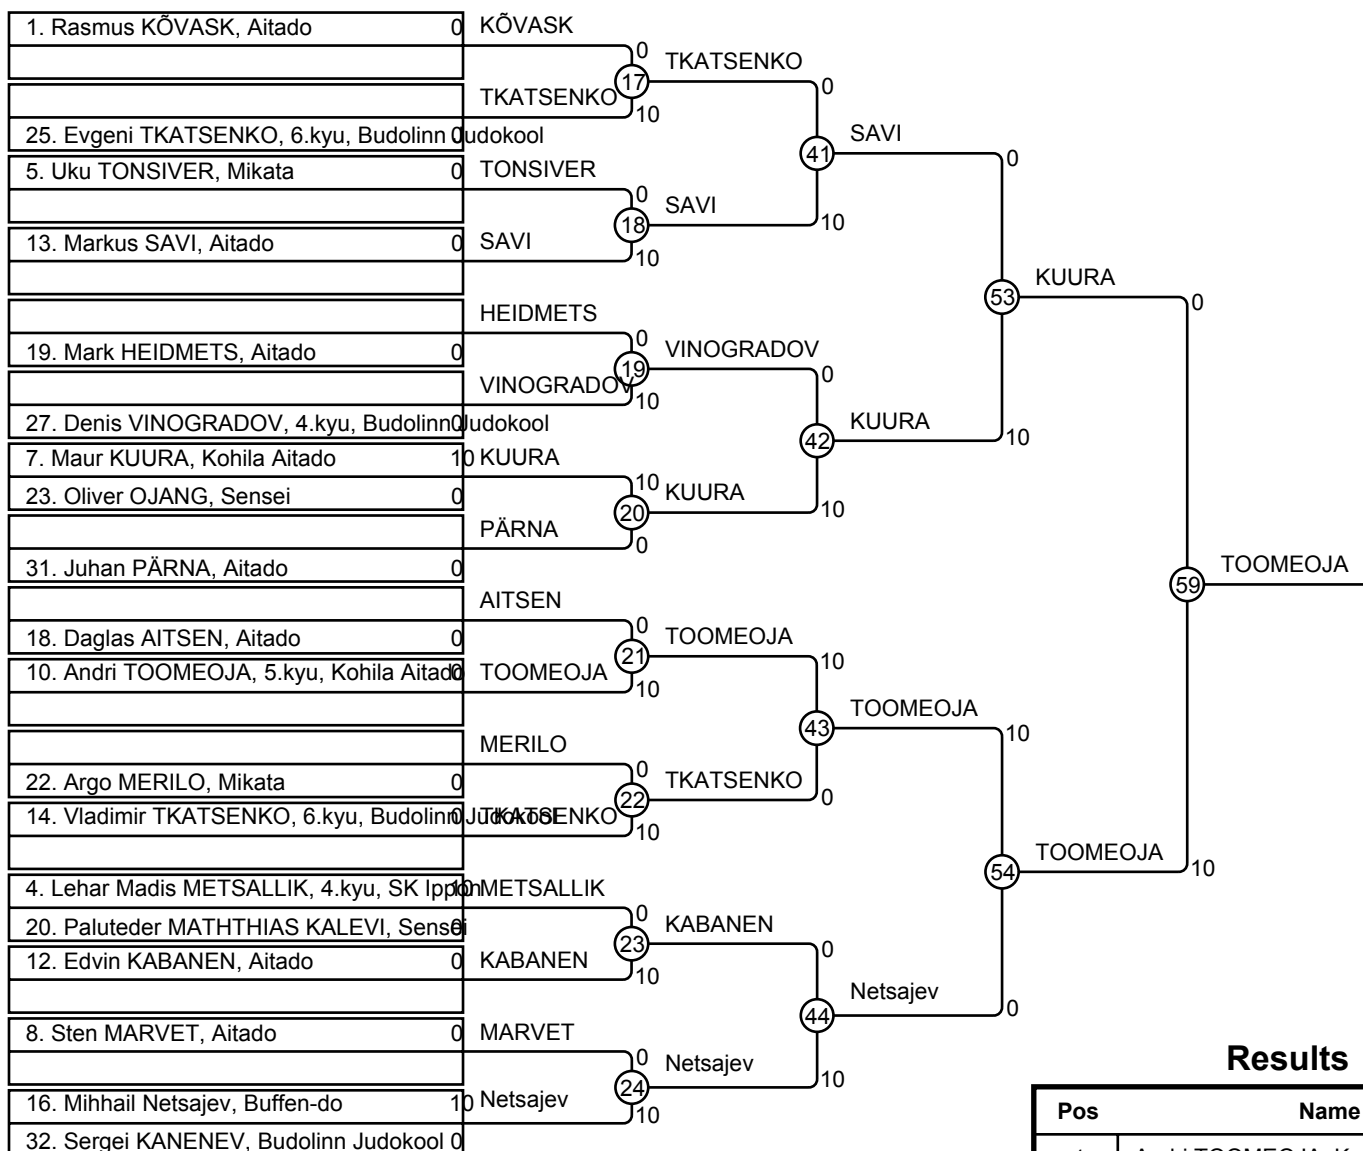 1. Rasmus KÕVASK, Aitado 0 KÕVASK
0
TKATSENKO
17
0
TKATSENKO
10
25. Evgeni TKATSENKO, 6.kyu, Budolinn Judokool 0
SAVI
41
0
5. Uku TONSIVER, Mikata 0 TONSIVER
0
SAVI
18
10
13. Markus SAVI, Aitado 0 SAVI
10
KUURA
53
0
HEIDMETS
0
19. Mark HEIDMETS, Aitado 0
VINOGRADOV
19
0
VINOGRADOV
10
27. Denis VINOGRADOV, 4.kyu, Budolinn Judokool 0
KUURA
42
10
7. Maur KUURA, Kohila Aitado 10 KUURA
10
23. Oliver OJANG, Sensei 0
KUURA
20
10
PÄRNA
0
31. Juhan PÄRNA, Aitado 0
TOOMEOJA
59
AITSEN
0
18. Daglas AITSEN, Aitado 0
TOOMEOJA
21
10
10. Andri TOOMEOJA, 5.kyu, Kohila Aitado 0 TOOMEOJA
10
TOOMEOJA
43
10
MERILO
0
22. Argo MERILO, Mikata 0
TKATSENKO
22
0
14. Vladimir TKATSENKO, 6.kyu, Budolinn Judokool 0 TKATSENKO
10
TOOMEOJA
54
10
4. Lehar Madis METSALLIK, 4.kyu, SK Ippon 10 METSALLIK
0
20. Paluteder MATHTHIAS KALEVI, Sensei 0
KABANEN
23
0
12. Edvin KABANEN, Aitado 0 KABANEN
10
Netsajev
44
0
8. Sten MARVET, Aitado 0 MARVET
0
Netsajev
24
10
16. Mihhail Netsajev, Buffen-do 10 Netsajev
10
32. Sergei KANENEV, Budolinn Judokool 0
Results
Pos Name